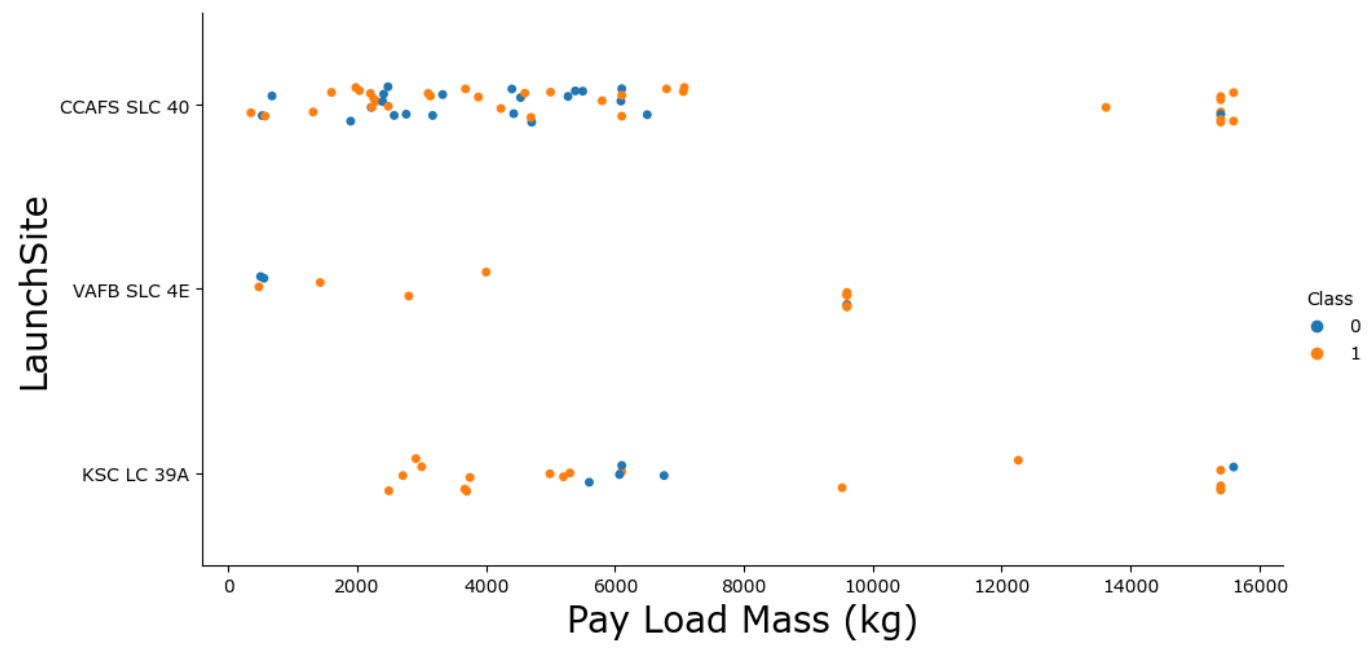 LaunchSite
CCAFS SLC 40
VAFB SLC 4E
KSC LC 39A
0 2000 4000 6000 8000 10000 12000 14000 16000
Pay Load Mass (kg)
Class
0
1